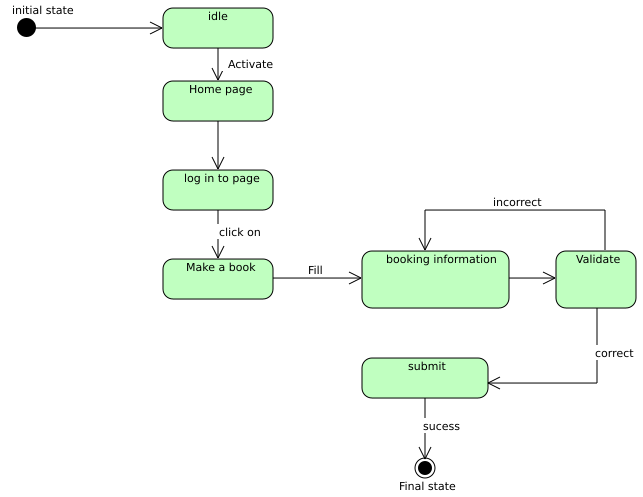 initial state
idle
Activate
Home page
log in to page
click on
Make a book
Fill
booking information
incorrect
Validate
correct
submit
sucess
Final state